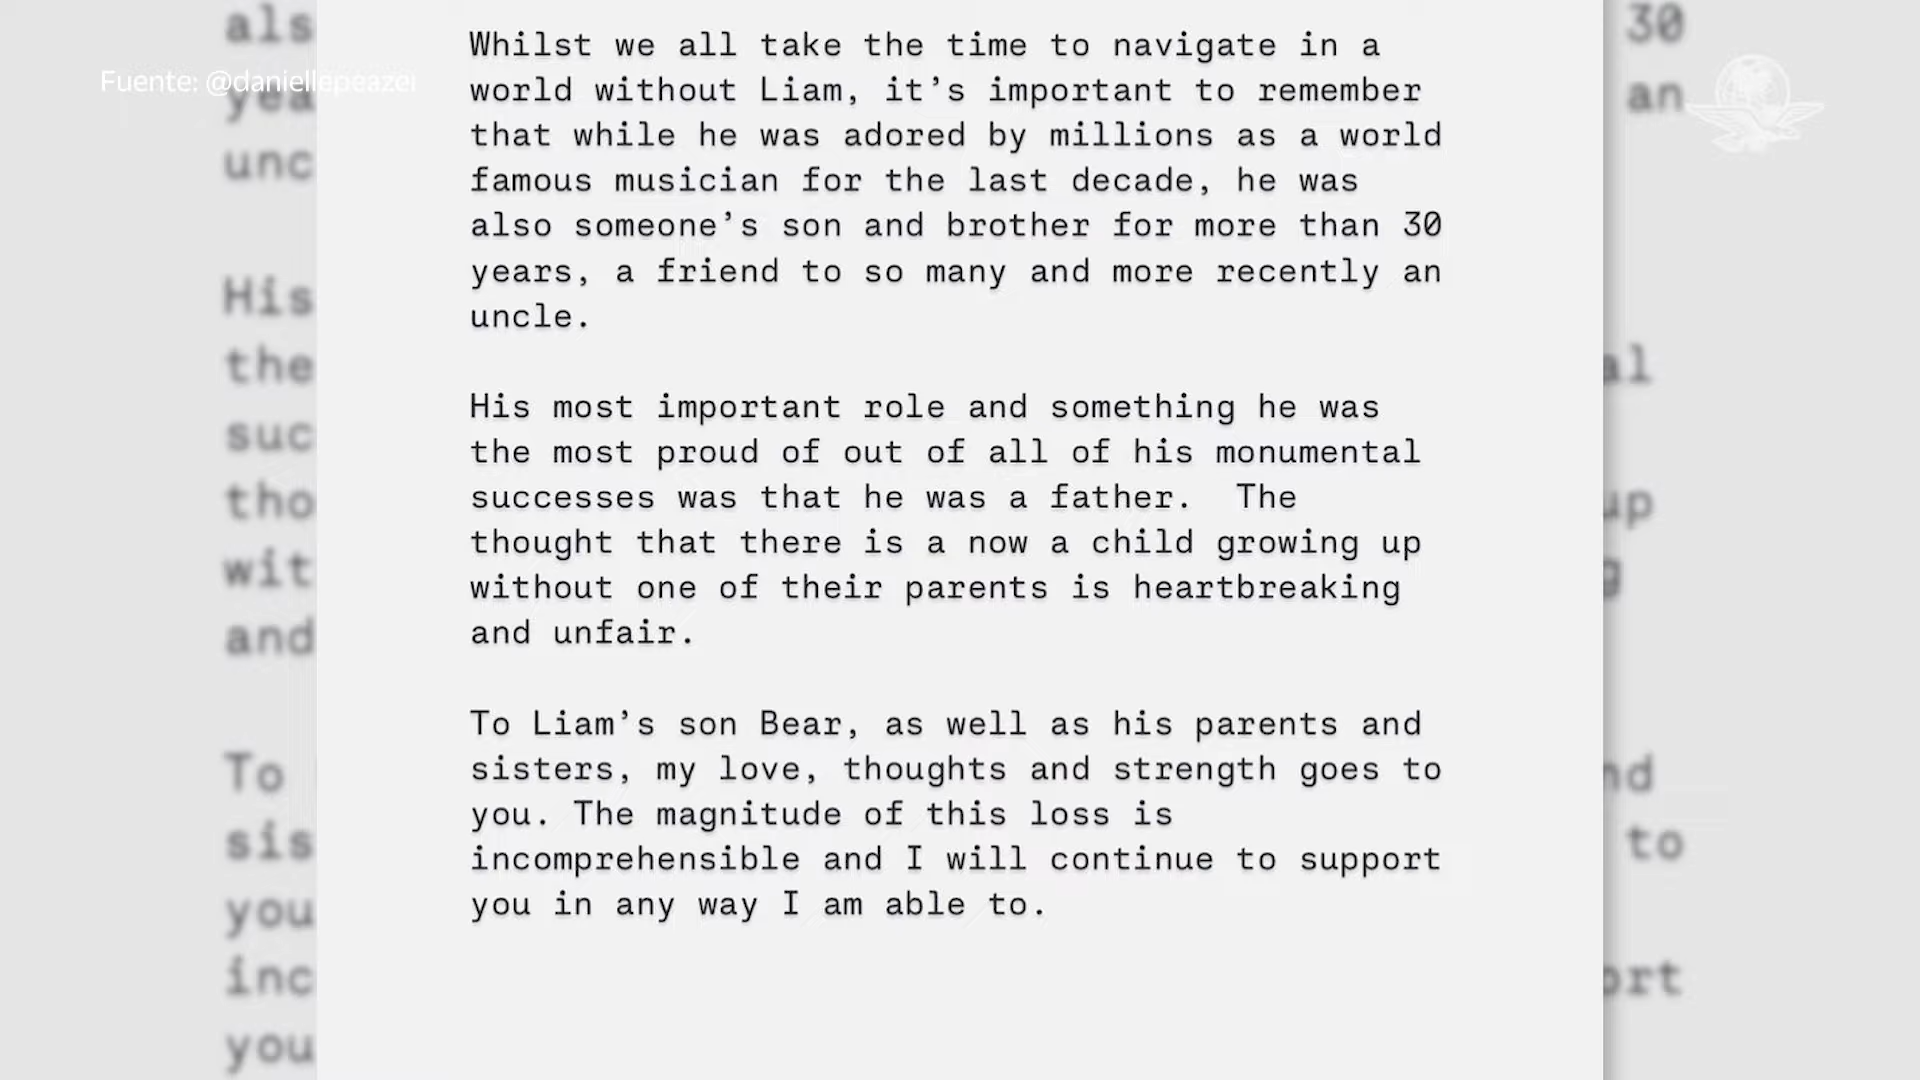 Fuente: @daniellepeazer
Whilst we all take the time to navigate in a
world without Liam, it’s important to remember
that while he was adored by millions as a world
famous musician for the last decade, he was
also someone’s son and brother for more than 30
years, a friend to so many and more recently an
uncle.
His most important role and something he was
the most proud of out of all of his monumental
successes was that he was a father.  The
thought that there is a now a child growing up
without one of their parents is heartbreaking
and unfair.
To Liam’s son Bear, as well as his parents and
sisters, my love, thoughts and strength goes to
you. The magnitude of this loss is
incomprehensible and I will continue to support
you in any way I am able to.